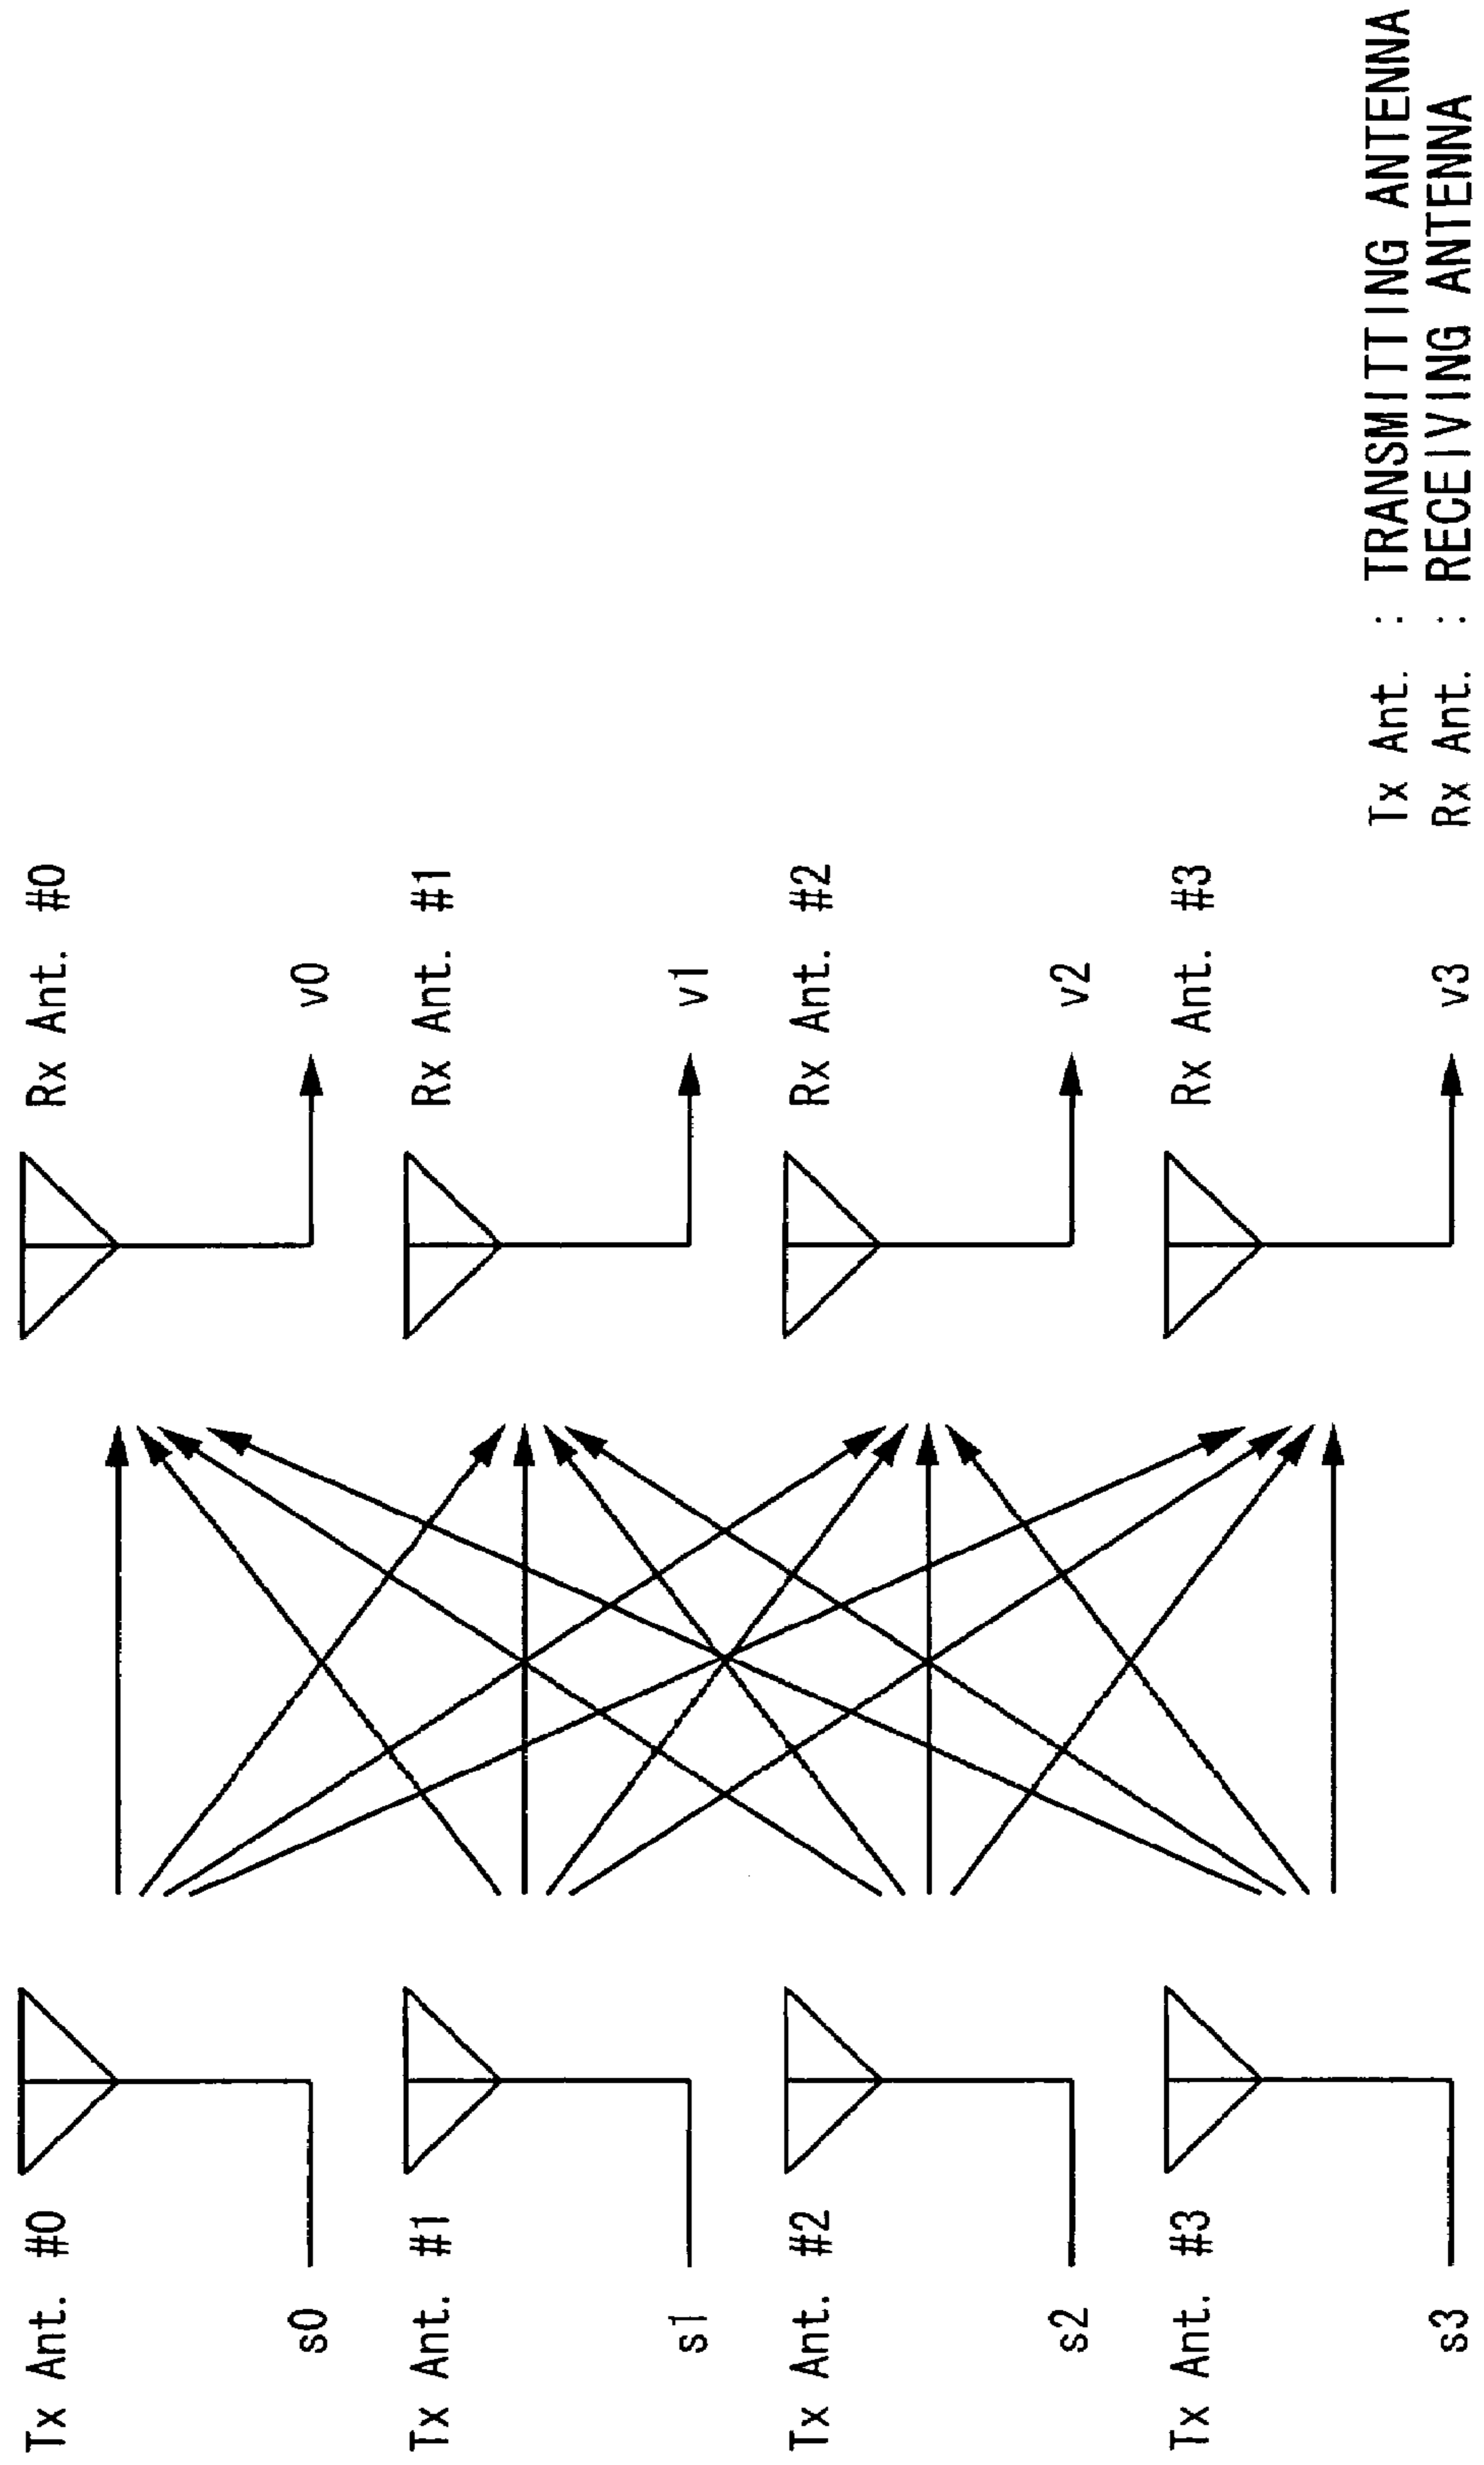 Tx Ant. #0
Rx Ant. #0
s0
v0
Tx Ant. #1
Rx Ant. #1
s1
v1
Tx Ant. #2
Rx Ant. #2
s2
v2
Tx Ant. #3
Rx Ant. #3
s3
v3
Tx Ant. : TRANSMITTING ANTENNA
Rx Ant. : RECEIVING ANTENNA